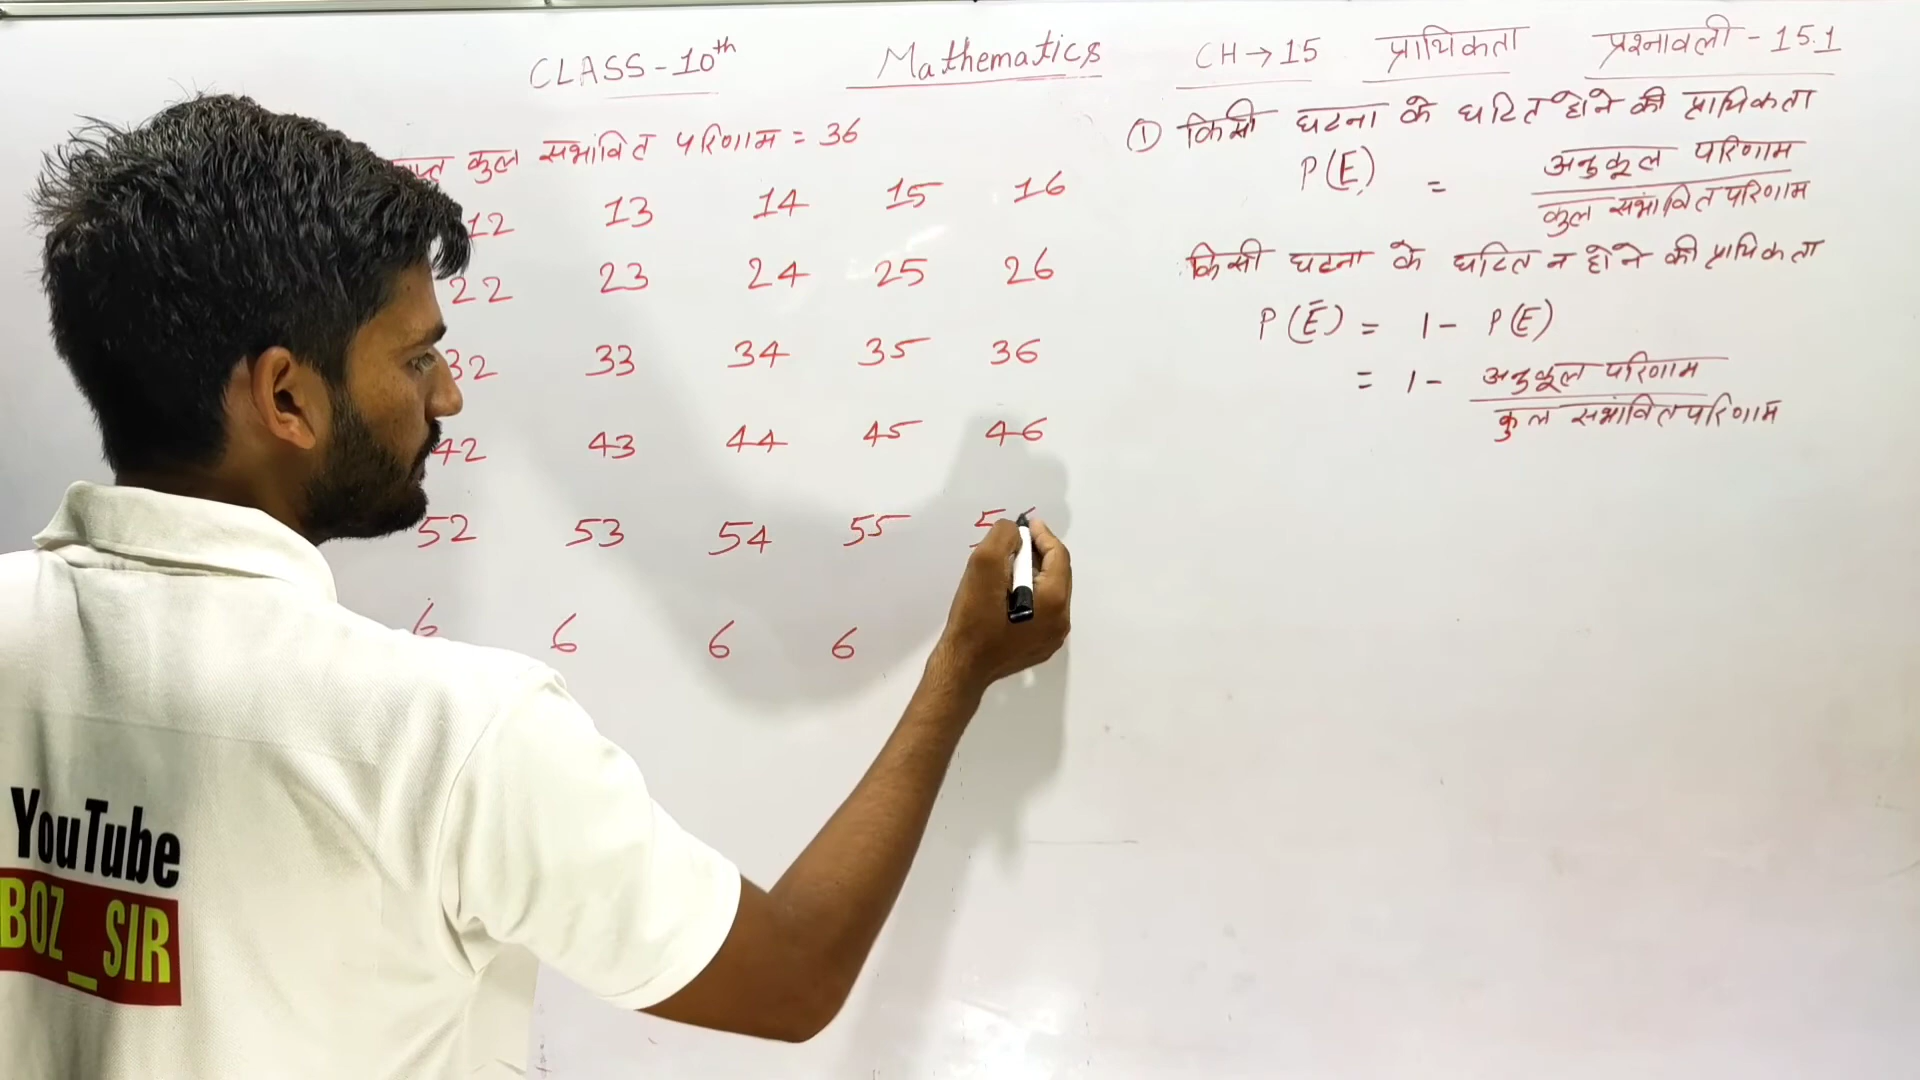 CLASS-10th Mathematics CH→15 प्रायिकता प्रश्नावली - 15.1
कुल सभांवित परिणाम = 36
12 13 14 15 16
22 23 24 25 26
32 33 34 35 36
42 43 44 45 46
52 53 54 55
6 6 6 6
① किसी घटना के घटित होने की प्रायिकता
P(E) = अनुकूल परिणाम
कुल सभांवित परिणाम
किसी घटना के घटित न होने की प्रायिकता
P(Ē) = 1 - P(E)
= 1 - अनुकूल परिणाम
कुल सभांवित परिणाम
YouTube
BOZ_SIR